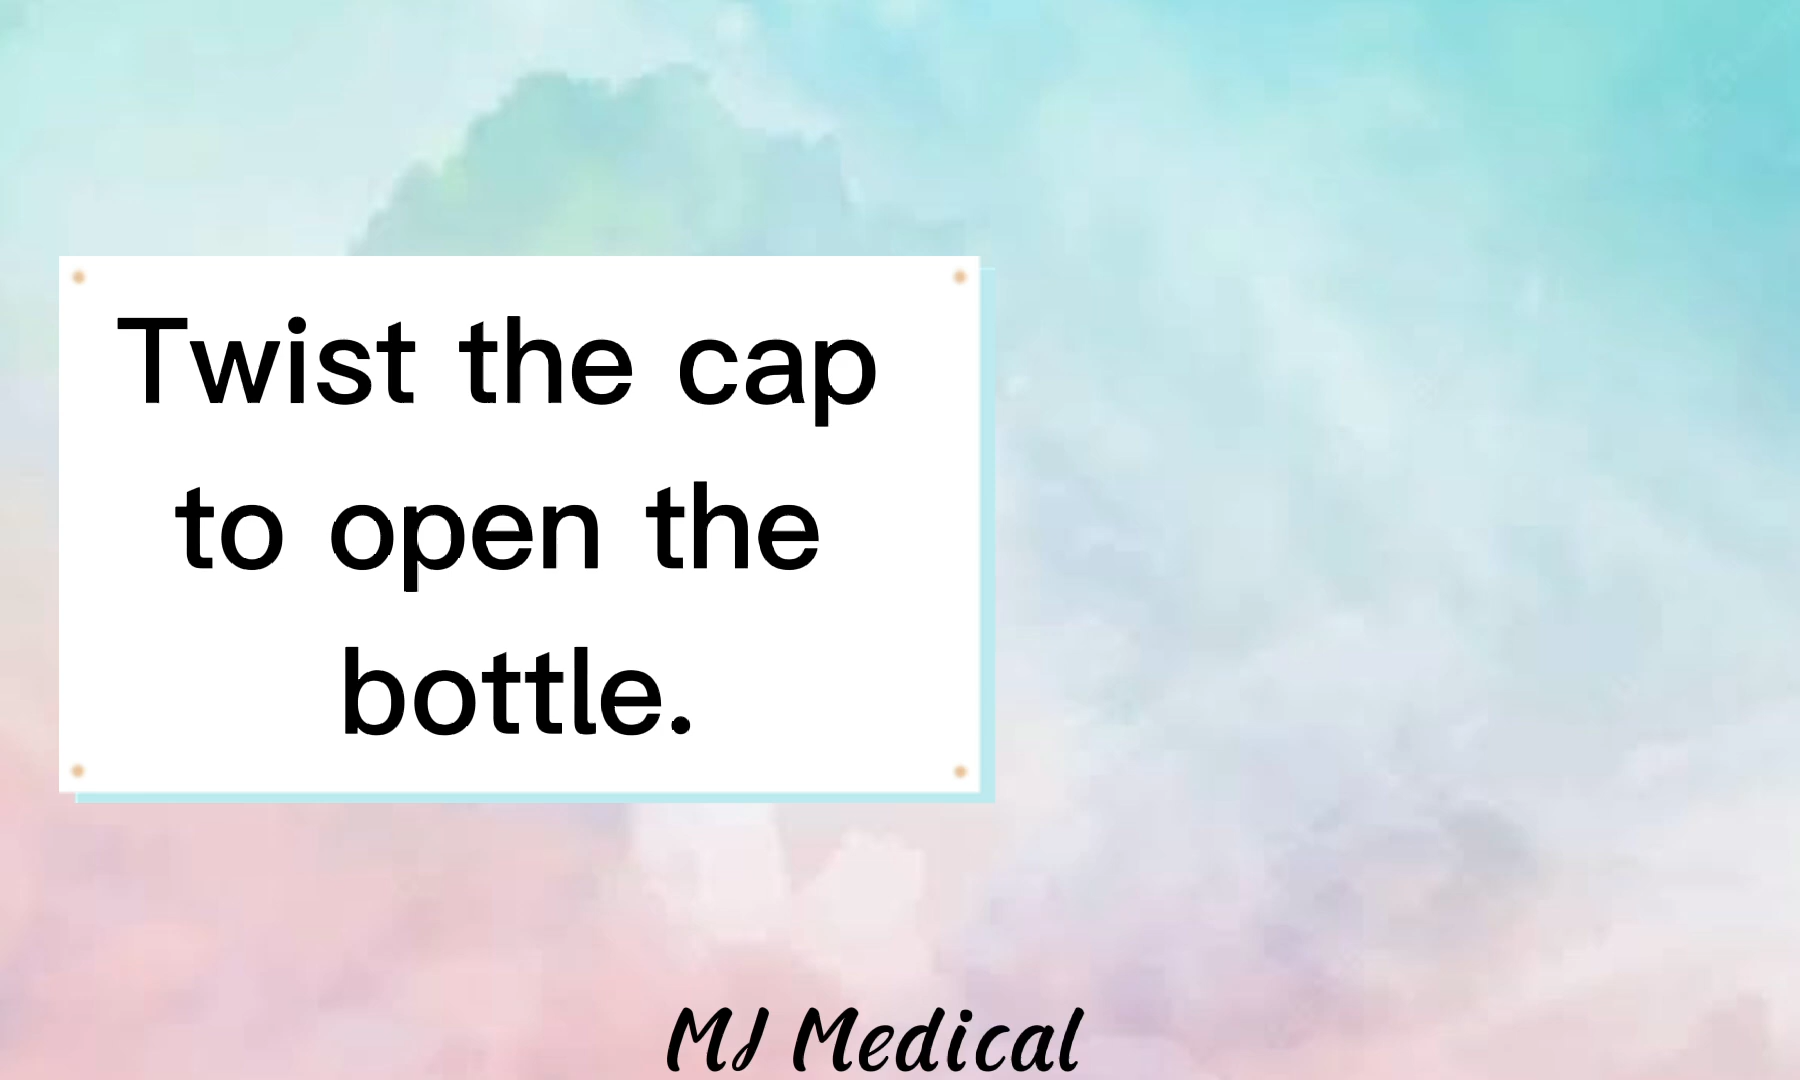 Twist the cap
to open the
bottle.
MJ Medical